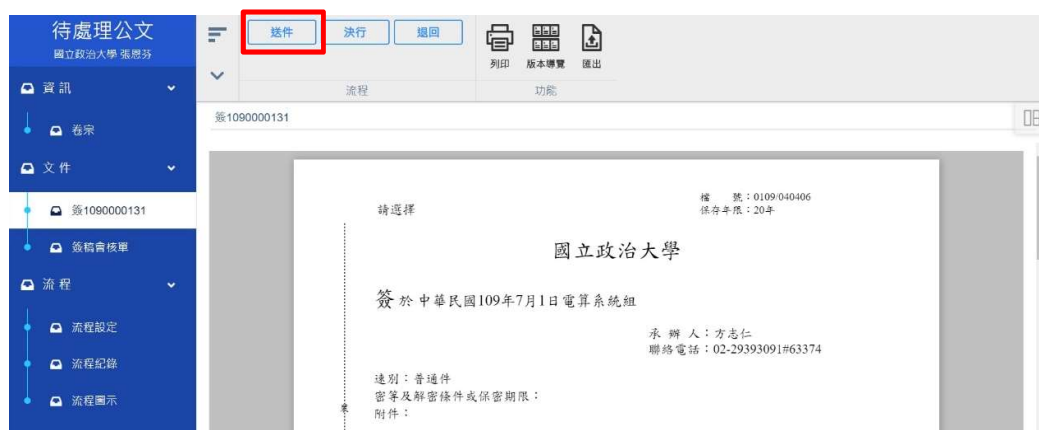 待處理公文
國立政治大學 張恩芬
資訊
卷宗
文件
簽1090000131
簽稿會核單
流程
流程設定
流程紀錄
流程圖示
送件 決行 退回
流程
列印 版本導覽 匯出
功能
簽1090000131
請選擇
檔 號：0109/040406
保存年限：20年
國立政治大學
簽 於 中華民國109年7月1日電算系統組
承 辦 人：方志仁
聯絡電話：02-29393091#63374
速別：普通件
密等及解密條件或保密期限：
附件：